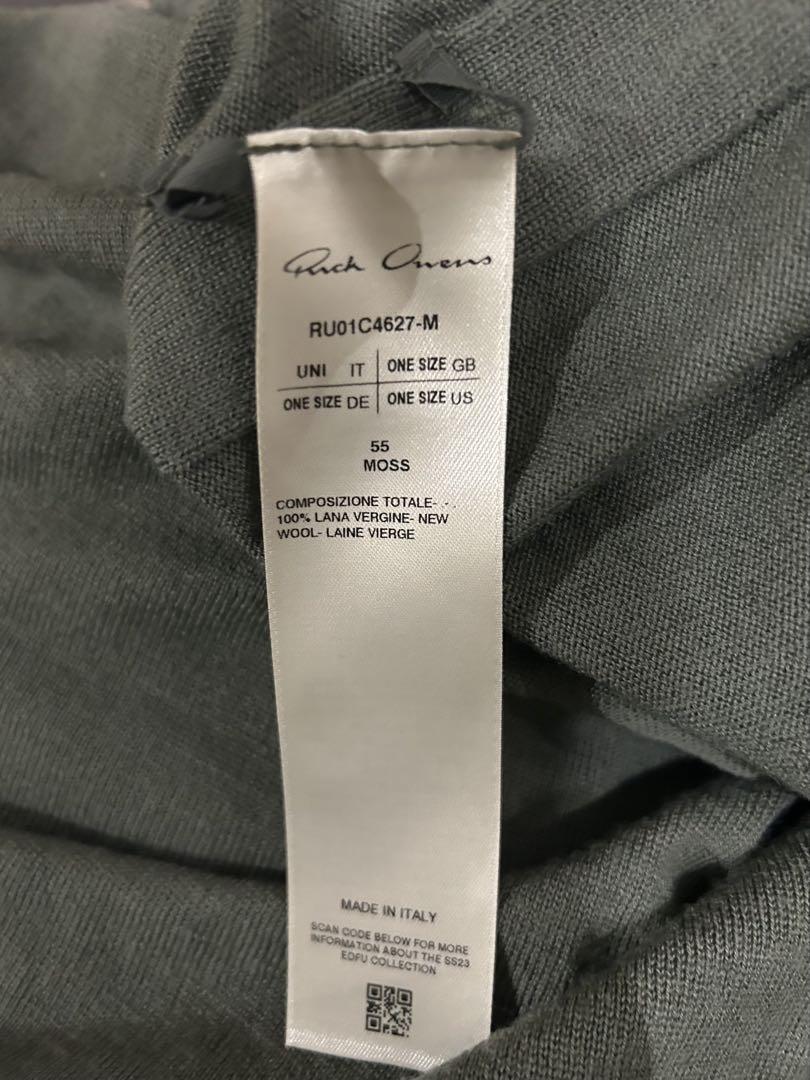 Rick Owens
RU01C4627-M
UNI IT | ONE SIZE GB
ONE SIZE DE | ONE SIZE US
55
MOSS
COMPOSIZIONE TOTALE- - .
100% LANA VERGINE- NEW
WOOL- LAINE VIERGE
MADE IN ITALY
SCAN CODE BELOW FOR MORE
INFORMATION ABOUT THE SS23
EDFU COLLECTION